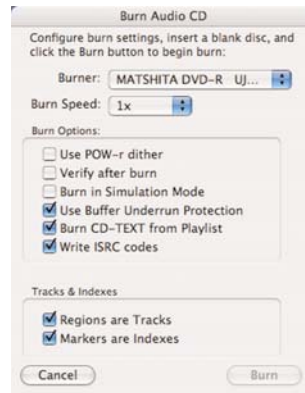 Burn Audio CD
Configure burn settings, insert a blank disc, and
click the Burn button to begin burn:
Burner: MATSHITA DVD-R UJ...
Burn Speed: 1x
Burn Options:
Use POW-r dither
Verify after burn
Burn in Simulation Mode
Use Buffer Underrun Protection
Burn CD-TEXT from Playlist
Write ISRC codes
Tracks & Indexes
Regions are Tracks
Markers are Indexes
Cancel Burn